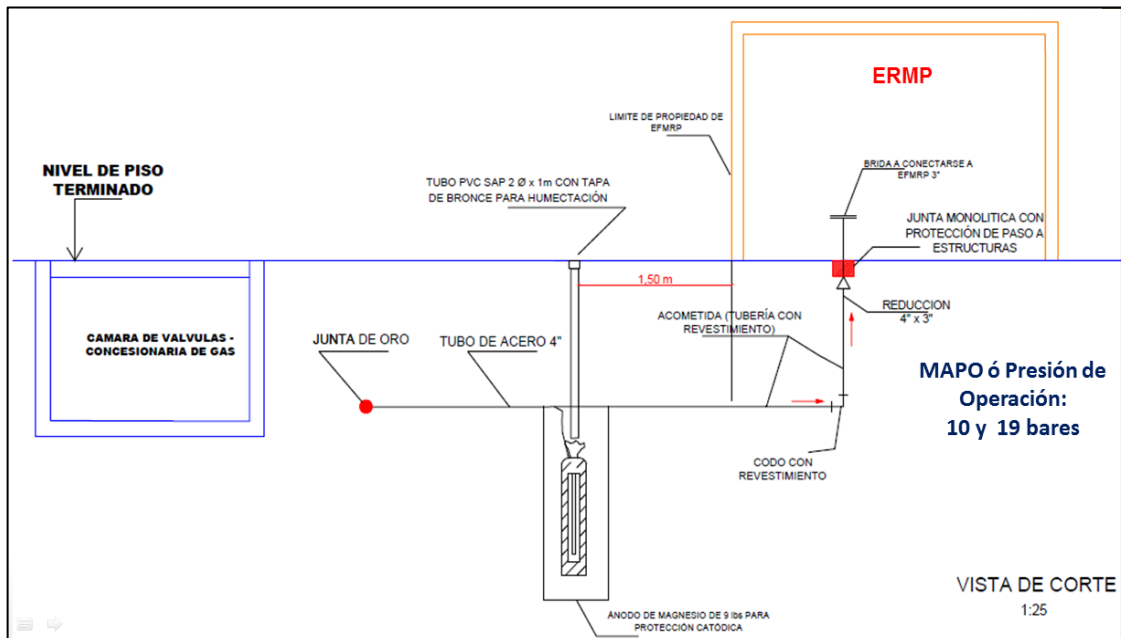 ERMP
LIMITE DE PROPIEDAD DE
EFMRP
NIVEL DE PISO
TERMINADO
TUBO PVC SAP 2 Ø x 1m CON TAPA
DE BRONCE PARA HUMECTACIÓN
BRIDA A CONECTARSE A
EFMRP 3"
JUNTA MONOLITICA CON
PROTECCIÓN DE PASO A
ESTRUCTURAS
1,50 m
CAMARA DE VALVULAS -
CONCESIONARIA DE GAS
JUNTA DE ORO
TUBO DE ACERO 4"
ACOMETIDA (TUBERÍA CON
REVESTIMIENTO)
REDUCCION
4" x 3"
MAPO ó Presión de
Operación:
10 y 19 bares
CODO CON
REVESTIMIENTO
ÁNODO DE MAGNESIO DE 9 lbs PARA
PROTECCIÓN CATÓDICA
VISTA DE CORTE
1:25